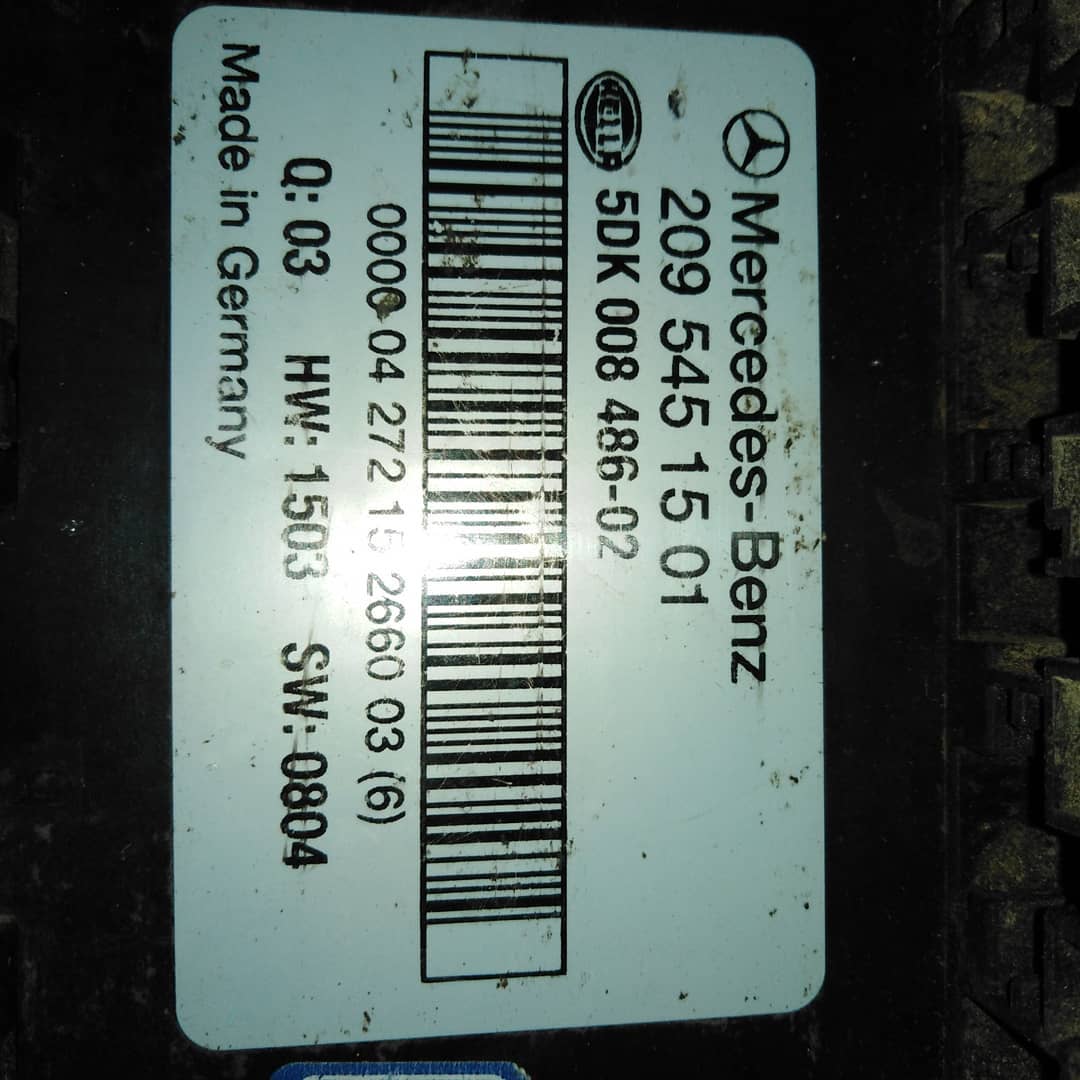 Mercedes-Benz
209 545 15 01
HELLA 5DK 008 486-02
0000 04 272 15 2660 03 (6)
Q: 03 HW: 1503 SW: 0804
Made in Germany